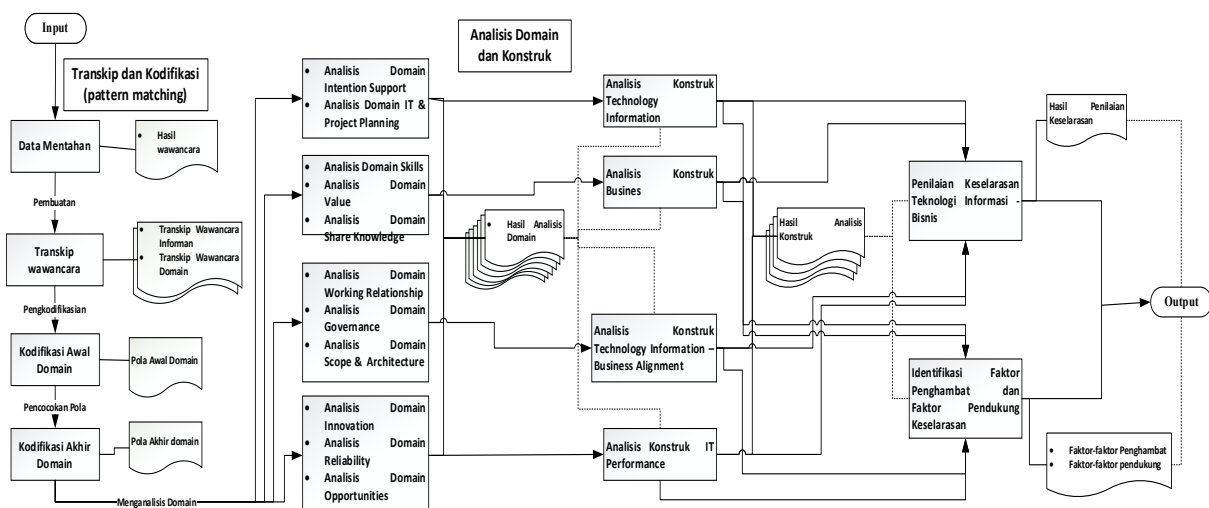 Input
Transkip dan Kodifikasi
(pattern matching)
Data Mentahan
• Hasil
wawancara
Pembuatan
Transkip
wawancara
• Transkip Wawancara
Informan
• Transkip Wawancara
Domain
Pengkodifikasian
Kodifikasi Awal
Domain
Pola Awal Domain
Pencocokan Pola
Kodifikasi Akhir
Domain
Pola Akhir domain
Menganalisis Domain
Analisis Domain
dan Konstruk
• Analisis Domain
Intention Support
• Analisis Domain IT &
Project Planning
• Analisis Domain Skills
• Analisis Domain
Value
• Analisis Domain
Share Knowledge
• Analisis Domain
Working Relationship
• Analisis Domain
Governance
• Analisis Domain
Scope & Architecture
• Analisis Domain
Innovation
• Analisis Domain
Reliability
• Analisis Domain
Opportunities
• Hasil Analisis
Domain
Analisis Konstruk
Technology
Information
Analisis Konstruk
Busines
Analisis Konstruk
Technology Information –
Business Alignment
Analisis Konstruk IT
Performance
Hasil Analisis
Konstruk
Penilaian Keselarasan
Teknologi Informasi -
Bisnis
Identifikasi Faktor
Penghambat dan
Faktor Pendukung
Keselarasan
Hasil Penilaian
Keselarasan
Output
• Faktor-faktor Penghambat
• Faktor-faktor pendukung